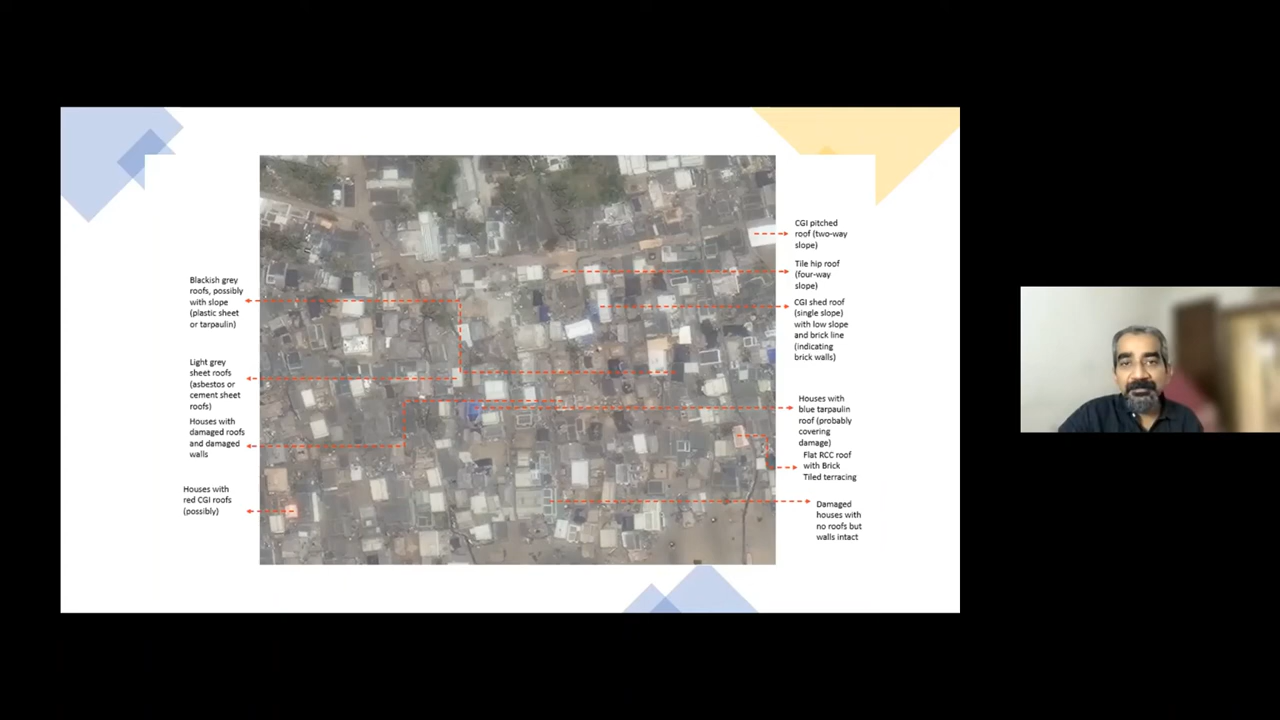 Blackish grey
roofs, possibly
with slope
(plastic sheet
or tarpaulin)
Light grey
sheet roofs
(asbestos or
cement sheet
roofs)
Houses with
damaged roofs
and damaged
walls
Houses with
red CGI roofs
(possibly)
CGI pitched
roof (two-way
slope)
Tile hip roof
(four-way
slope)
CGI shed roof
(single slope)
with low slope
and brick line
(indicating
brick walls)
Houses with
blue tarpaulin
roof (probably
covering
damage)
Flat RCC roof
with Brick
Tiled terracing
Damaged
houses with
no roofs but
walls intact